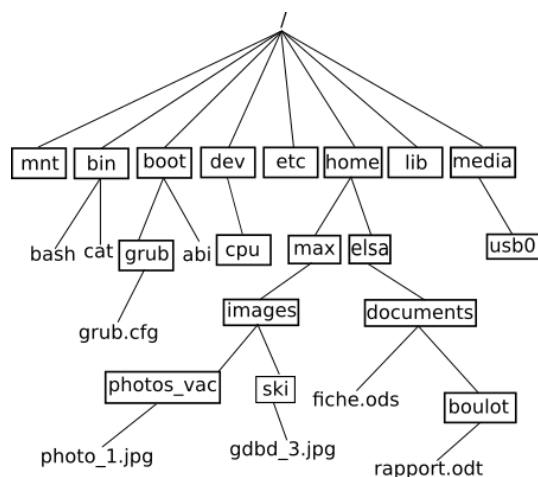 /
mnt bin boot dev etc home lib media
bash cat grub abi cpu max elsa usb0
grub.cfg images documents
photos_vac ski fiche.ods boulot
photo_1.jpg gdbd_3.jpg rapport.odt